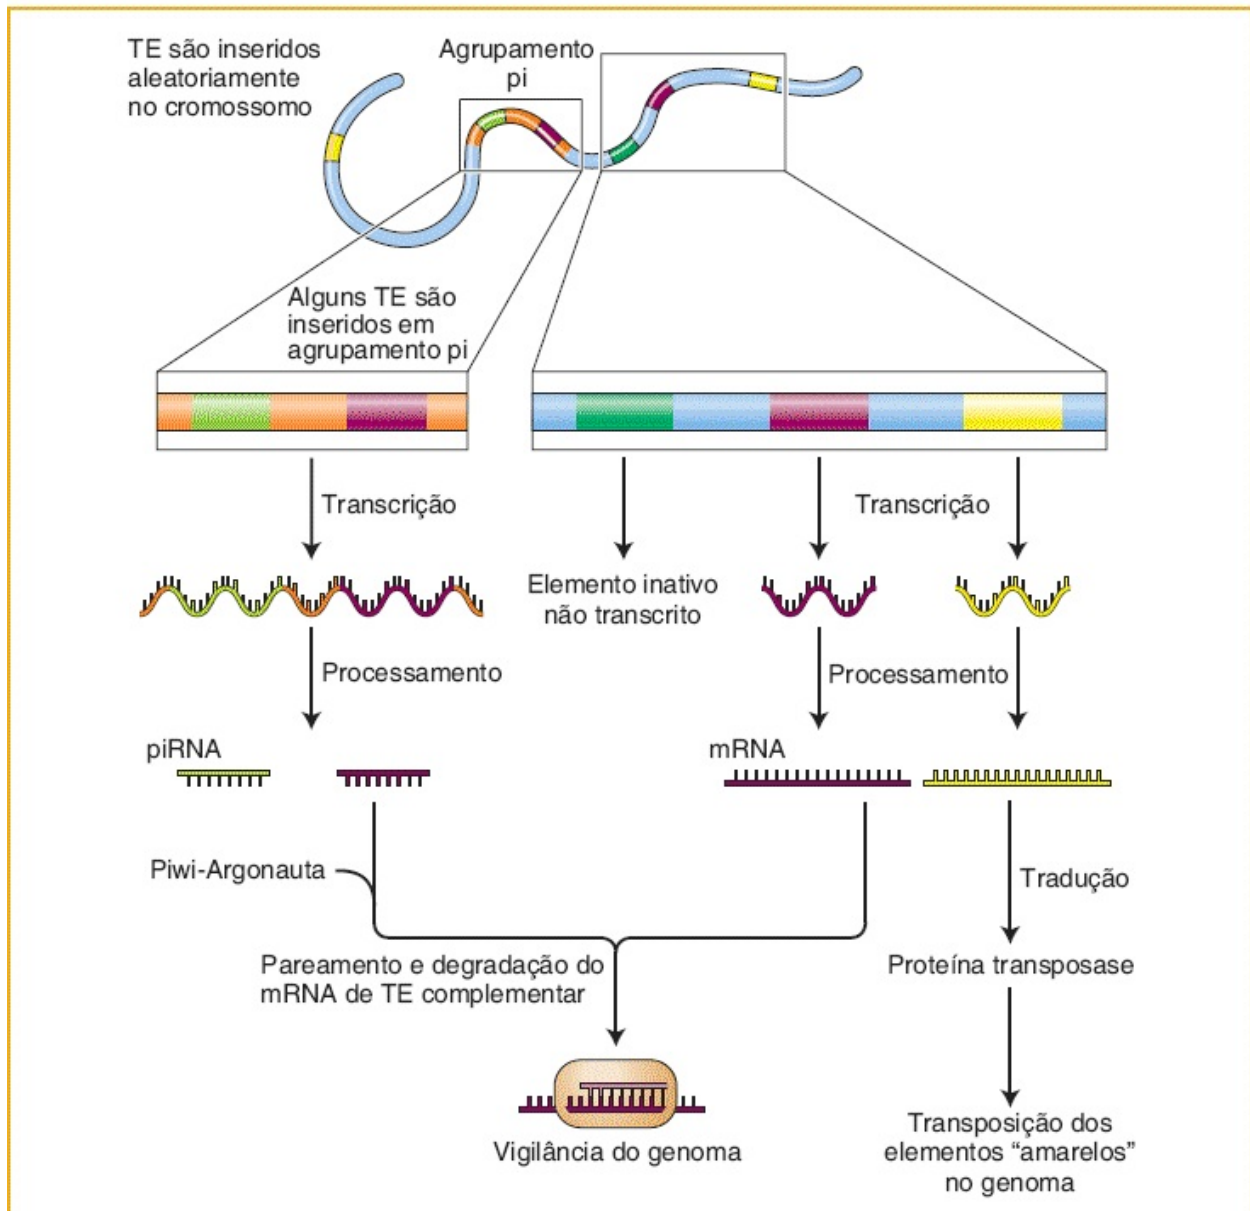 TE são inseridos
aleatoriamente
no cromossomo
Agrupamento
pi
Alguns TE são
inseridos em
agrupamento pi
Transcrição
Transcrição
Elemento inativo
não transcrito
Processamento
Processamento
piRNA
mRNA
Piwi-Argonauta
Tradução
Pareamento e degradação do
mRNA de TE complementar
Proteína transposase
Vigilância do genoma
Transposição dos
elementos “amarelos”
no genoma